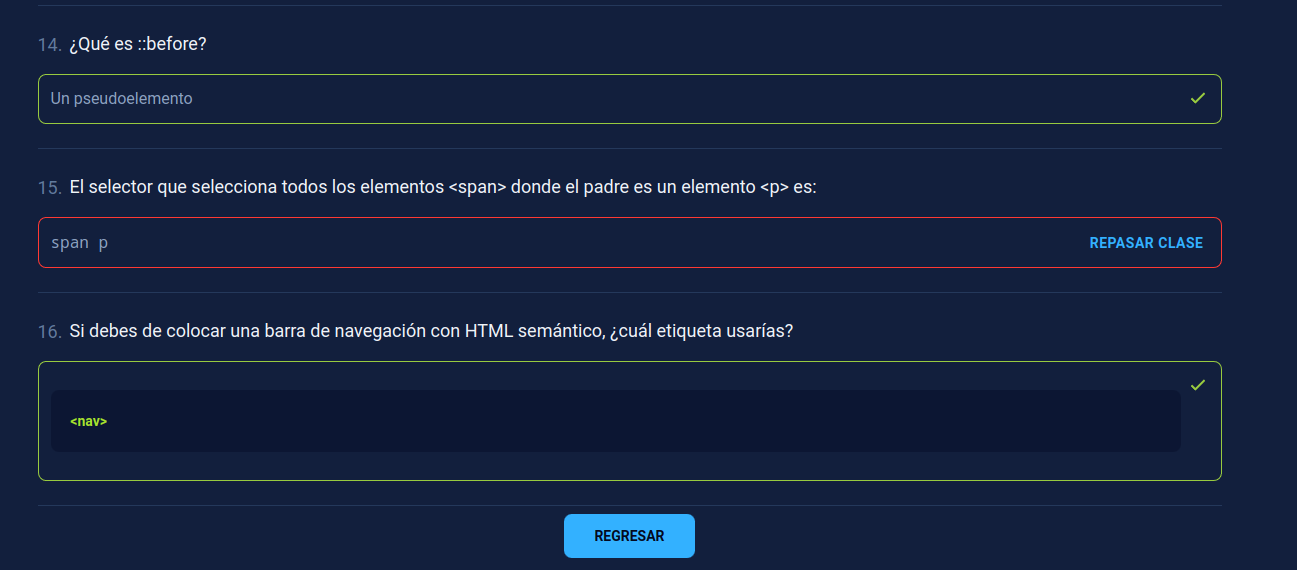 14. ¿Qué es ::before?
Un pseudoelemento
15. El selector que selecciona todos los elementos <span> donde el padre es un elemento <p> es:
span p
REPASAR CLASE
16. Si debes de colocar una barra de navegación con HTML semántico, ¿cuál etiqueta usarías?
<nav>
REGRESAR